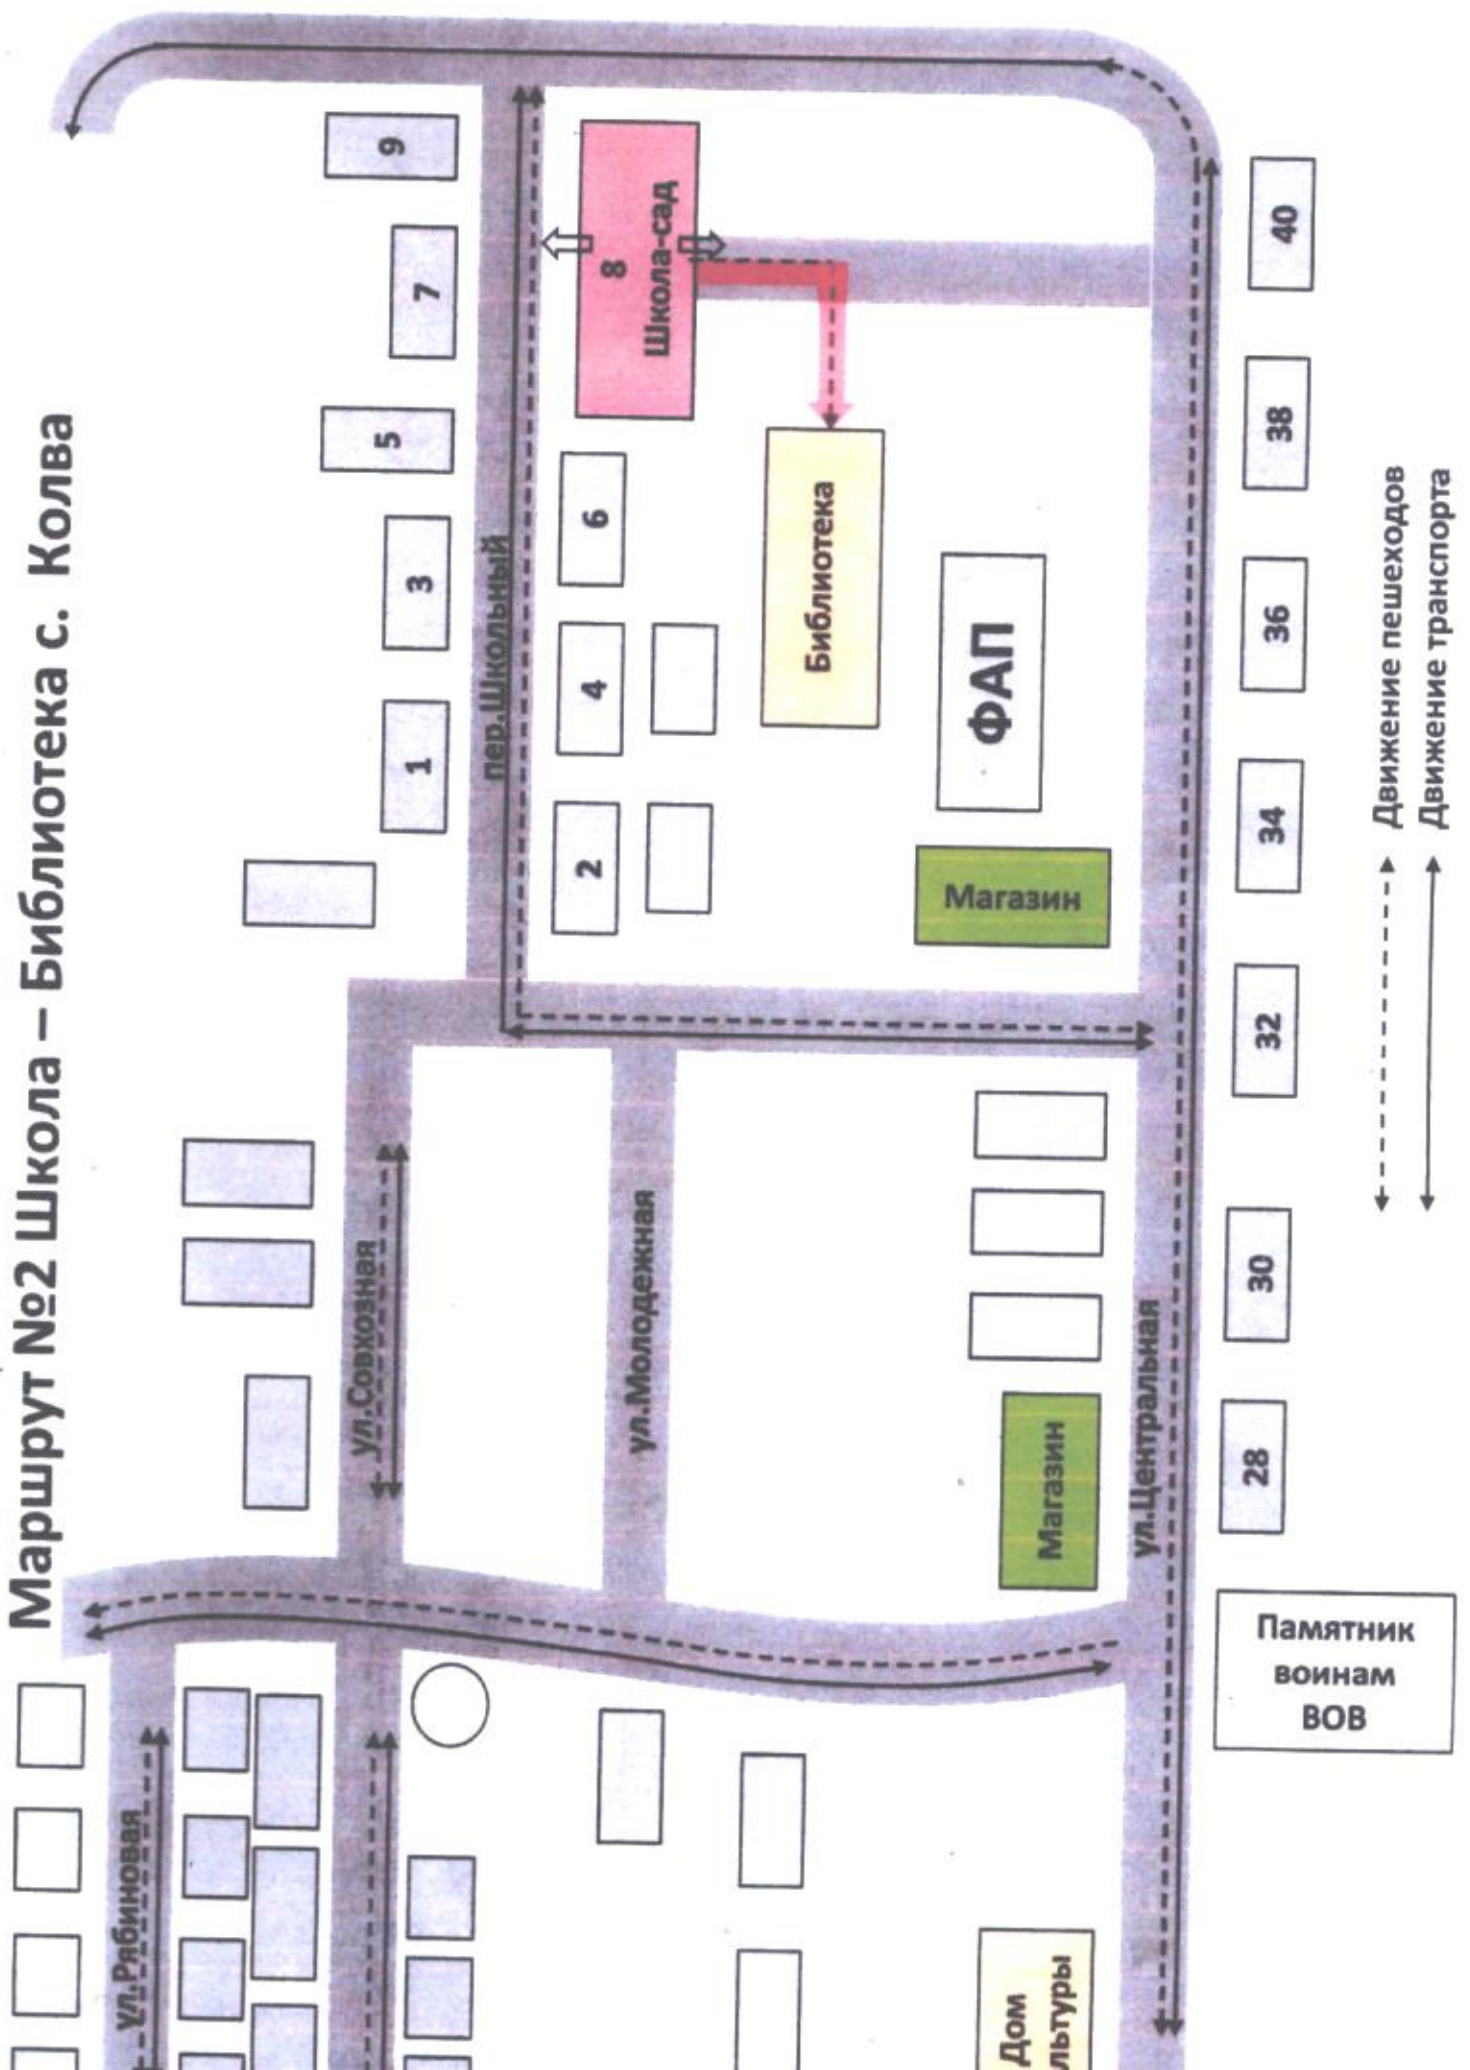 Маршрут №2 Школа – Библиотека с. Колва
9
7
5
3
1
пер.Школьный
8
Школа-сад
6
4
2
Библиотека
ФАП
Магазин
40
38
36
34
32
30
28
ул.Совхозная
ул.Молодежная
ул.Центральная
Магазин
Памятник
воинам
ВОВ
ул.Рябиновая
Дом
льтуры
Движение пешеходов
Движение транспорта